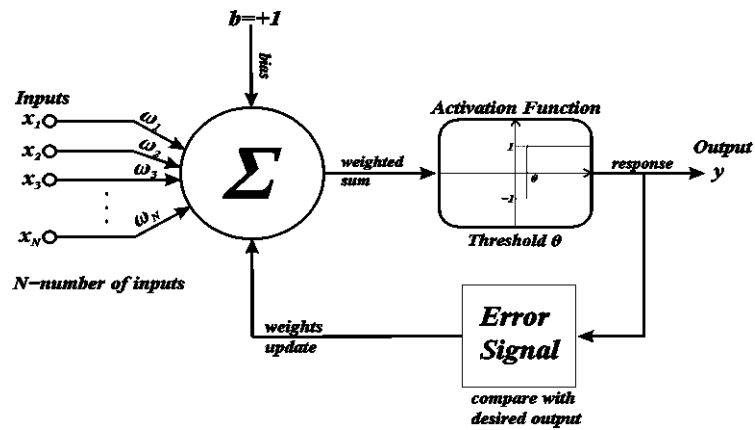 b=+1
bias
Inputs
x1
x2
x3
xN
ω1
ω2
ω3
ωN
N−number of inputs
Σ
weighted
sum
Activation Function
1
θ
−1
Threshold θ
response
Output
y
Error
Signal
compare with
desired output
weights
update